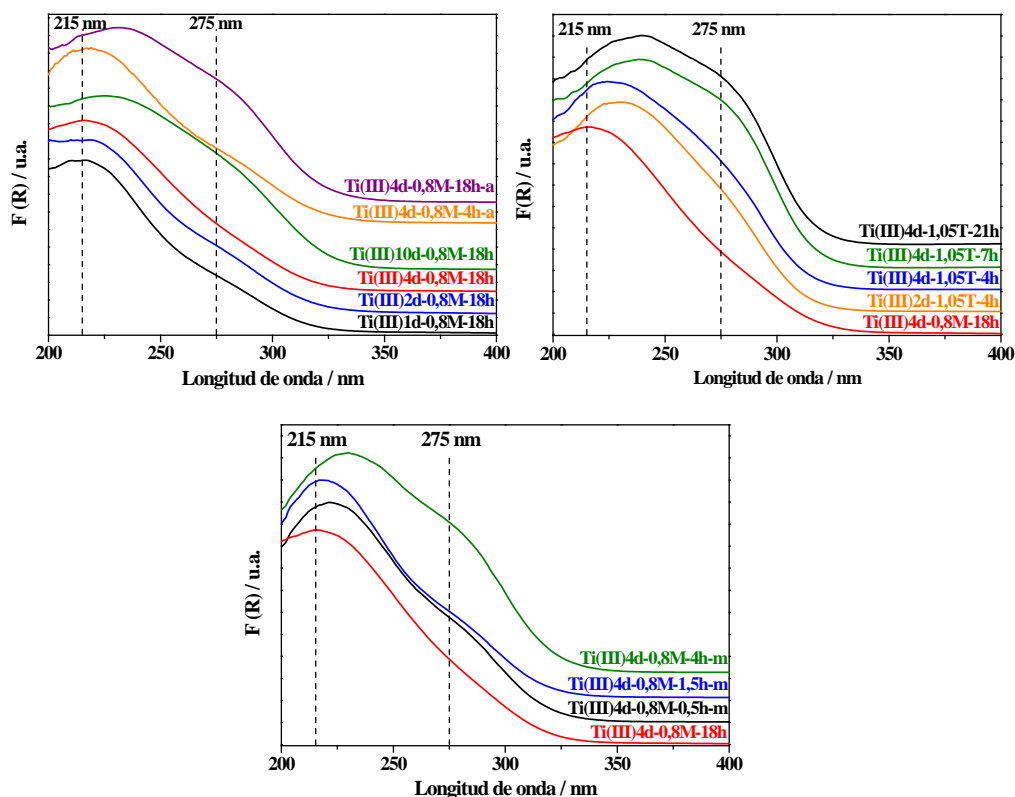 215 nm 275 nm
F (R) / u.a.
Ti(III)4d-0,8M-18h-a
Ti(III)4d-0,8M-4h-a
Ti(III)10d-0,8M-18h
Ti(III)4d-0,8M-18h
Ti(III)2d-0,8M-18h
Ti(III)1d-0,8M-18h
200 250 300 350 400
Longitud de onda / nm
215 nm 275 nm
F(R) / u.a.
Ti(III)4d-1,05T-21h
Ti(III)4d-1,05T-7h
Ti(III)4d-1,05T-4h
Ti(III)2d-1,05T-4h
Ti(III)4d-0,8M-18h
200 250 300 350 400
Longitud de onda / nm
215 nm 275 nm
F (R) / u.a.
Ti(III)4d-0,8M-4h-m
Ti(III)4d-0,8M-1,5h-m
Ti(III)4d-0,8M-0,5h-m
Ti(III)4d-0,8M-18h
200 250 300 350 400
Longitud de onda / nm